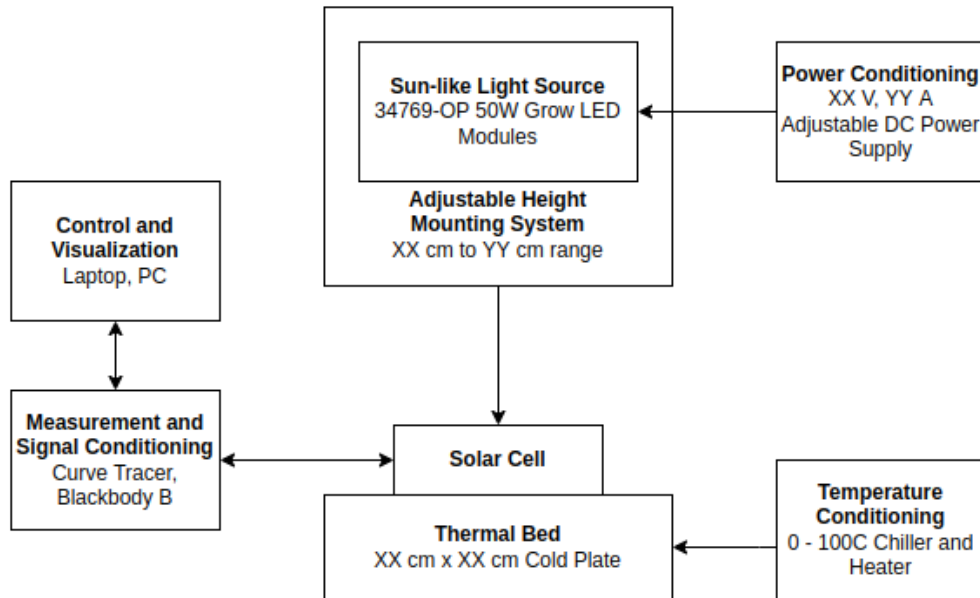 Sun-like Light Source
34769-OP 50W Grow LED
Modules
Adjustable Height
Mounting System
XX cm to YY cm range
Power Conditioning
XX V, YY A
Adjustable DC Power
Supply
Control and
Visualization
Laptop, PC
Measurement and
Signal Conditioning
Curve Tracer,
Blackbody B
Solar Cell
Thermal Bed
XX cm x XX cm Cold Plate
Temperature
Conditioning
0 - 100C Chiller and
Heater